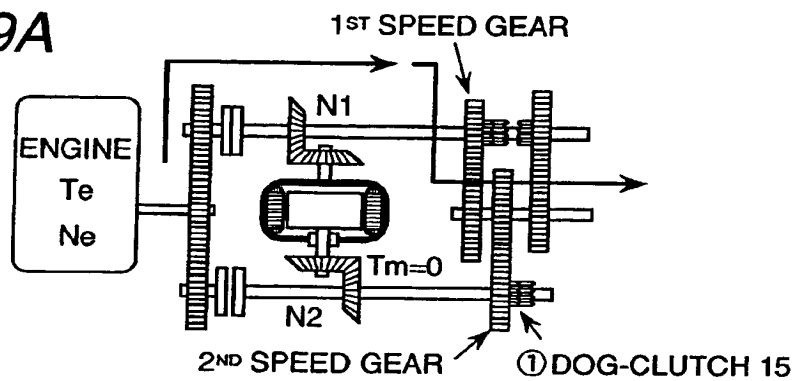 9A
1ST SPEED GEAR
N1
ENGINE
Te
Ne
Tm=0
N2
2ND SPEED GEAR
①DOG-CLUTCH 15